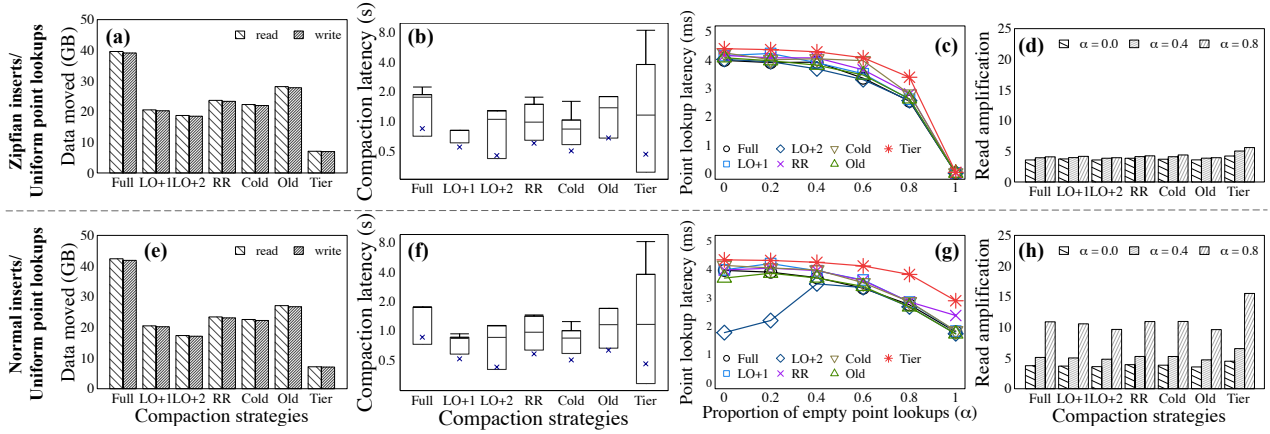 Zipfian inserts/
Uniform point lookups
Data moved (GB)
50
40
30
20
10
0
(a)
read
write
Full LO+1 LO+2 RR Cold Old Tier
Compaction latency (s)
8.0
2.0
1.0
0.5
(b)
Full LO+1 LO+2 RR Cold Old Tier
Point lookup latency (ms)
5
4
3
2
1
0
(c)
Full LO+2 Cold Tier
LO+1 RR Old
0 0.2 0.4 0.6 0.8 1
Read amplification
25
20
15
10
5
0
(d)
α = 0.0 α = 0.4 α = 0.8
Full LO+1 LO+2 RR Cold Old Tier
Normal inserts/
Uniform point lookups
Data moved (GB)
50
40
30
20
10
0
(e)
read
write
Full LO+1 LO+2 RR Cold Old Tier
Compaction strategies
Compaction latency (s)
8.0
2.0
1.0
0.5
(f)
Full LO+1 LO+2 RR Cold Old Tier
Compaction strategies
Point lookup latency (ms)
5
4
3
2
1
0
(g)
Full LO+2 Cold Tier
LO+1 RR Old
0 0.2 0.4 0.6 0.8 1
Proportion of empty point lookups (α)
Read amplification
25
20
15
10
5
0
(h)
α = 0.0 α = 0.4 α = 0.8
Full LO+1 LO+2 RR Cold Old Tier
Compaction strategies